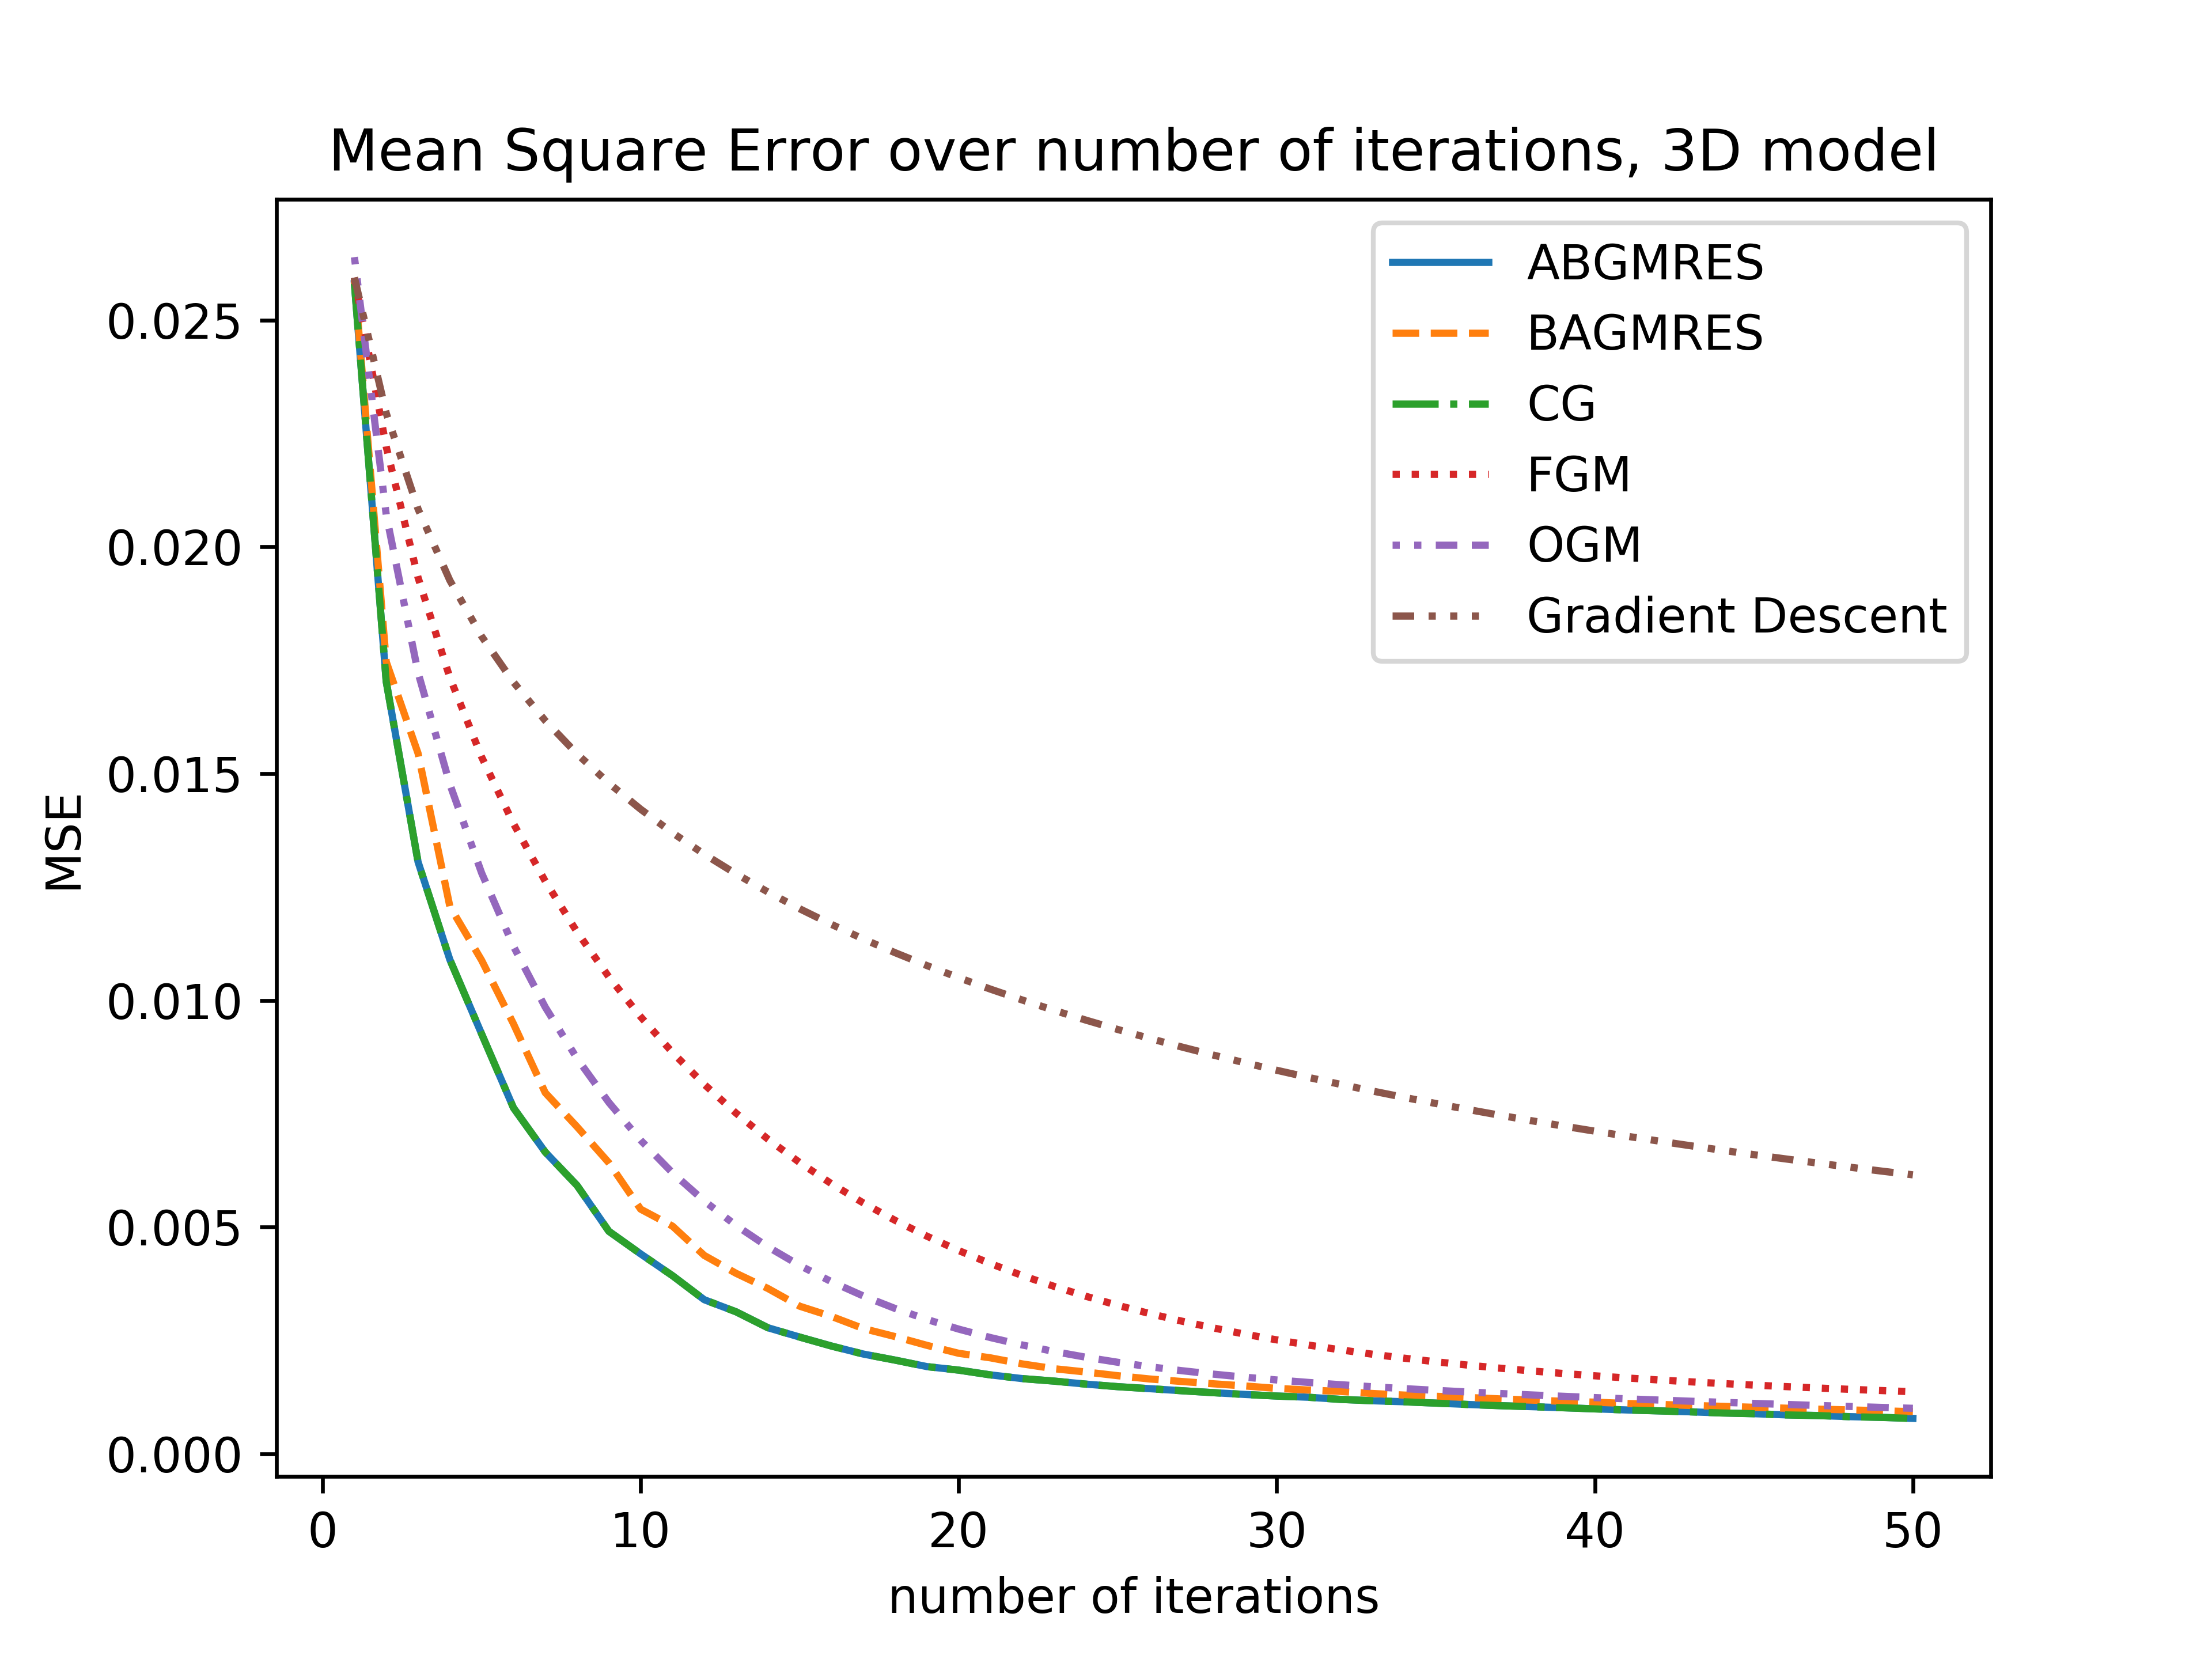 Mean Square Error over number of iterations, 3D model
ABGMRES
BAGMRES
CG
FGM
OGM
Gradient Descent
0.025
0.020
0.015
0.010
0.005
0.000
MSE
0 10 20 30 40 50
number of iterations